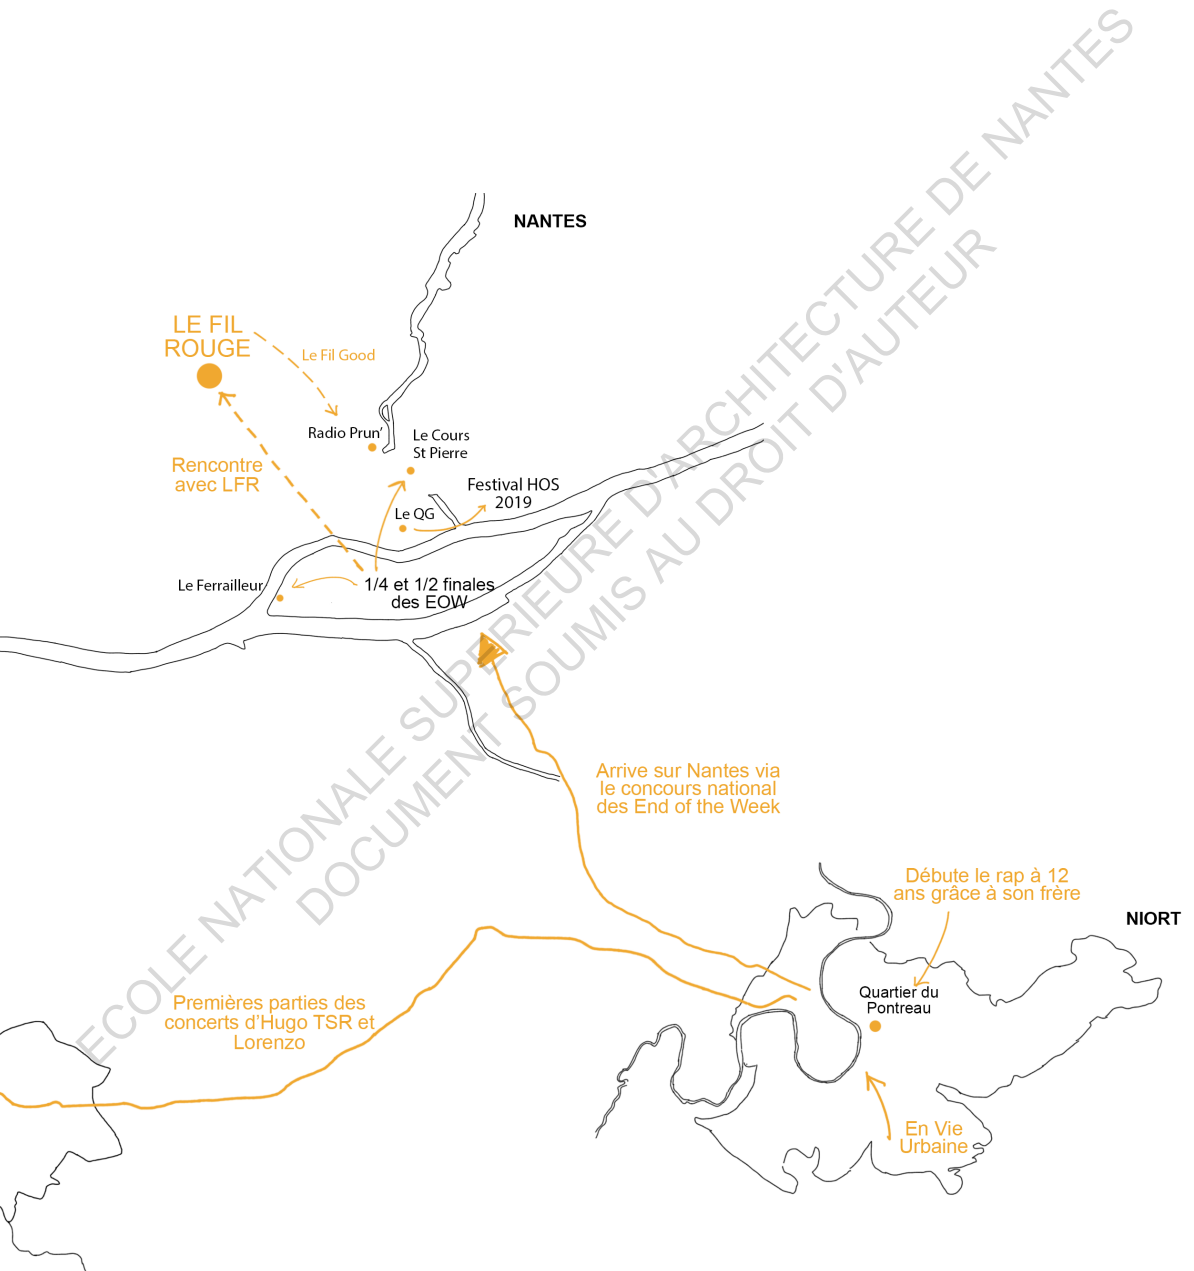 NANTES
LE FIL
ROUGE
Le Fil Good
Radio Prun'
Le Cours
St Pierre
Rencontre
avec LFR
Festival HOS
2019
Le QG
Le Ferrailleur
1/4 et 1/2 finales
des EOW
Arrive sur Nantes via
le concours national
des End of the Week
Débute le rap à 12
ans grâce à son frère
NIORT
Quartier du
Pontreau
Premières parties des
concerts d'Hugo TSR et
Lorenzo
En Vie
Urbaine
ECOLE NATIONALE SUPERIEURE D'ARCHITECTURE DE NANTES
DOCUMENT SOUMIS AU DROIT D'AUTEUR